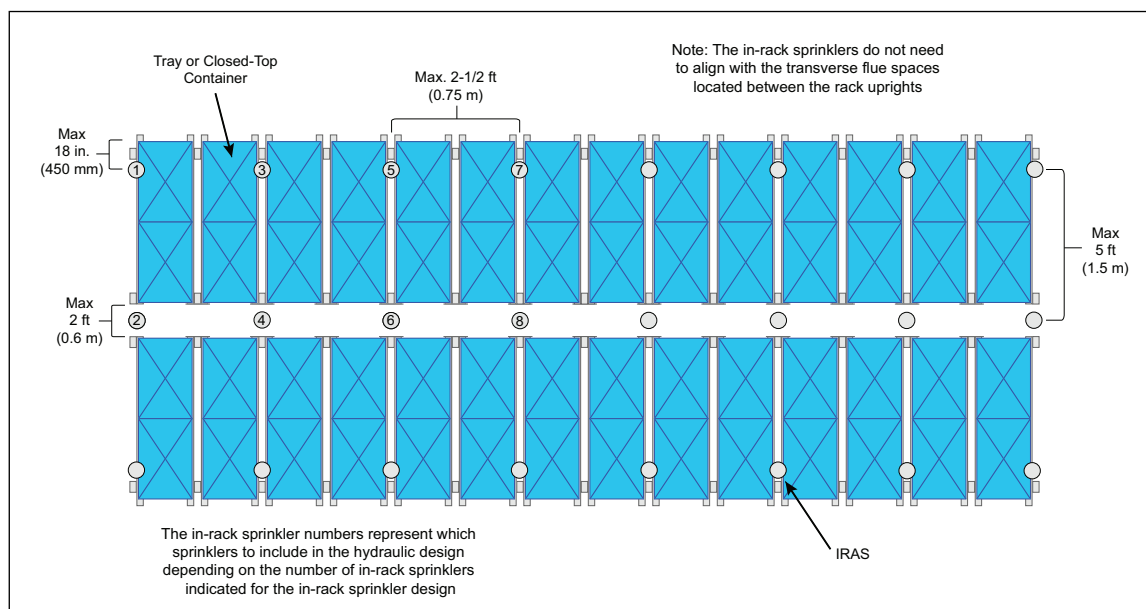 Tray or Closed-Top
Container
Max. 2-1/2 ft
(0.75 m)
Note: The in-rack sprinklers do not need
to align with the transverse flue spaces
located between the rack uprights
Max
18 in.
(450 mm)
1
3
5
7
Max
5 ft
(1.5 m)
Max
2 ft
(0.6 m)
2
4
6
8
The in-rack sprinkler numbers represent which
sprinklers to include in the hydraulic design
depending on the number of in-rack sprinklers
indicated for the in-rack sprinkler design
IRAS